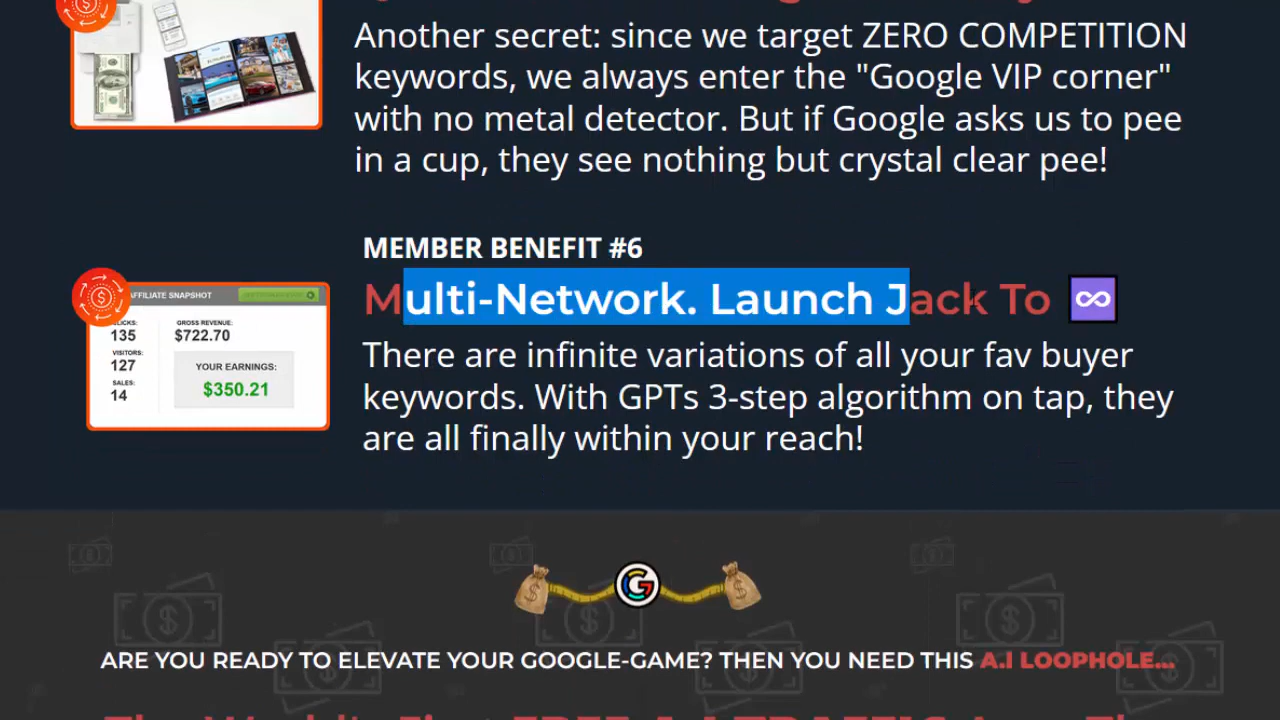 Another secret: since we target ZERO COMPETITION
keywords, we always enter the "Google VIP corner"
with no metal detector. But if Google asks us to pee
in a cup, they see nothing but crystal clear pee!
MEMBER BENEFIT #6
Multi-Network. Launch Jack To ∞
AFFILIATE SNAPSHOT
CLICKS:
135
GROSS REVENUE:
$722.70
VISITORS:
127
YOUR EARNINGS:
$350.21
SALES:
14
There are infinite variations of all your fav buyer
keywords. With GPTs 3-step algorithm on tap, they
are all finally within your reach!
ARE YOU READY TO ELEVATE YOUR GOOGLE-GAME? THEN YOU NEED THIS A.I LOOPHOLE...